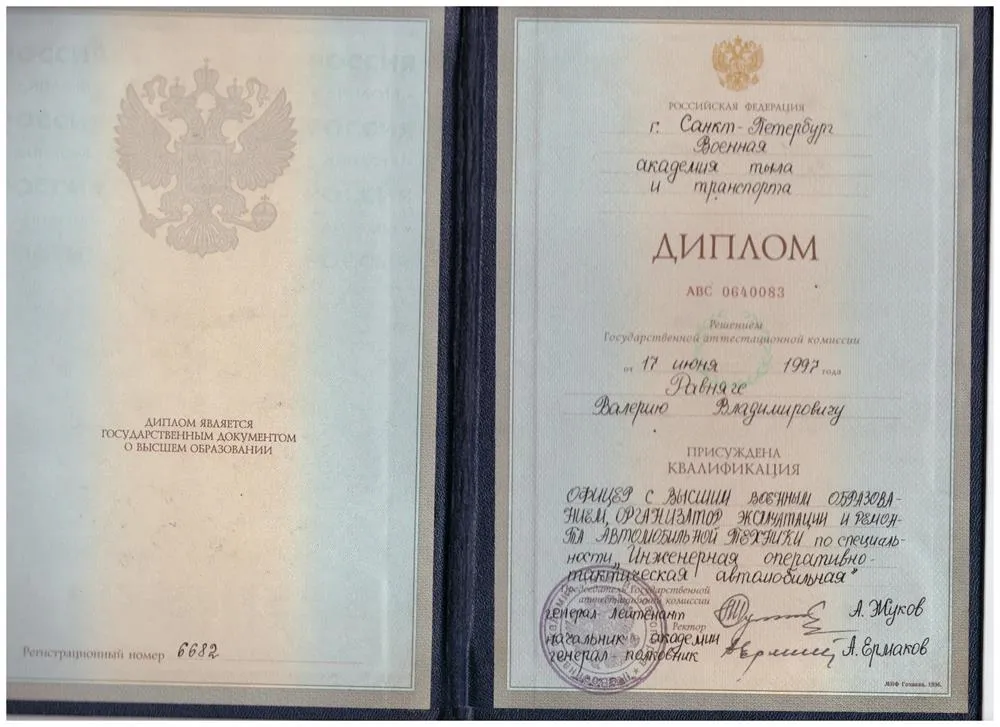 ДИПЛОМ ЯВЛЯЕТСЯ
ГОСУДАРСТВЕННЫМ ДОКУМЕНТОМ
О ВЫСШЕМ ОБРАЗОВАНИИ
Регистрационный номер 6682
РОССИЙСКАЯ ФЕДЕРАЦИЯ
г. Санкт-Петербург
Военная
академия тыла
и транспорта
ДИПЛОМ
АВС 0640083
Решением
Государственной аттестационной комиссии
от 17 июня 1997 года
Равняге
Валерию Владимировичу
ПРИСУЖДЕНА
КВАЛИФИКАЦИЯ
ОФИЦЕР С ВЫСШИМ ВОЕННЫМ ОБРАЗОВА-
НИЕМ, ОРГАНИЗАТОР ЭКСПЛУАТАЦИИ И РЕМОН-
ТА АВТОМОБИЛЬНОЙ ТЕХНИКИ по специаль-
ности „Инженерная оперативно-
тактическая автомобильная"
Председатель Государственной
аттестационной комиссии
генерал-лейтенант А. Жуков
Ректор
начальник академии
генерал-полковник А. Ермаков
МПФ Гознака. 1996.